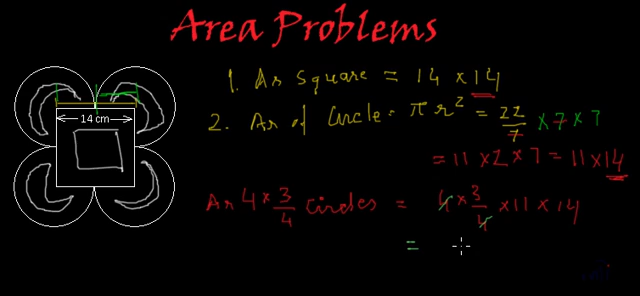 Area Problems
14 cm
1. Ar Square = 14 × 14
2. Ar of Circle = π r² = 22/7 × 7 × 7
= 11 × 2 × 7 = 11 × 14
Ar 4 × 3/4 Circles = 4 × 3/4 × 11 × 14
=